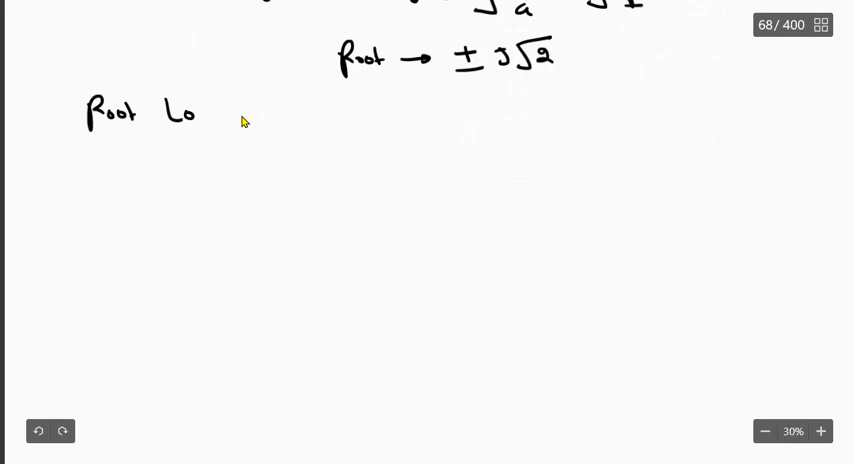 68 / 400
Root → ± j√2
Root Lo
30%